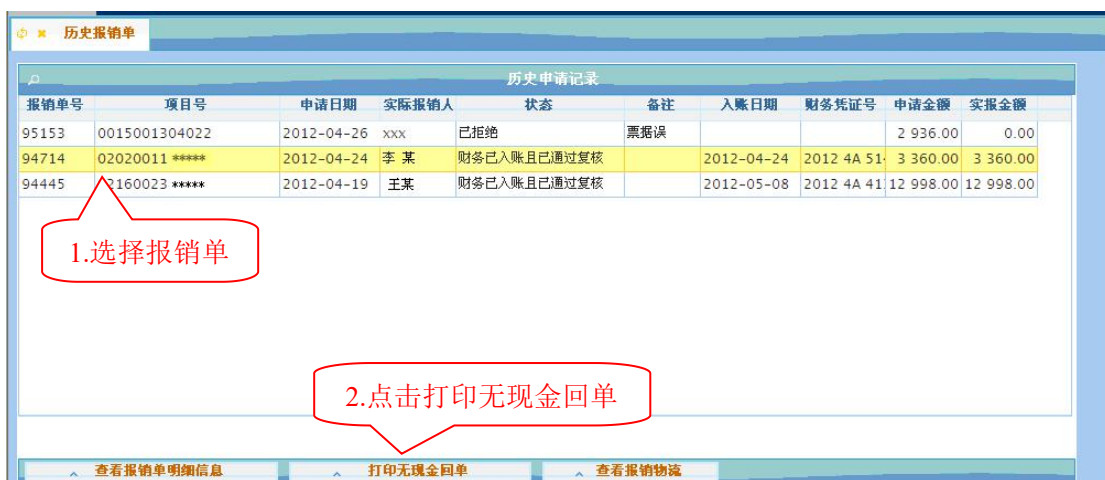 历史报销单
历史申请记录
报销单号 项目号 申请日期 实际报销人 状态 备注 入账日期 财务凭证号 申请金额 实报金额
95153 0015001304022 2012-04-26 xxx 已拒绝 票据误 2 936.00 0.00
94714 02020011 ***** 2012-04-24 李 某 财务已入账且已通过复核 2012-04-24 2012 4A 51 3 360.00 3 360.00
94445 2160023 ***** 2012-04-19 王某 财务已入账且已通过复核 2012-05-08 2012 4A 41 12 998.00 12 998.00
1.选择报销单
2.点击打印无现金回单
查看报销单明细信息 打印无现金回单 查看报销物流